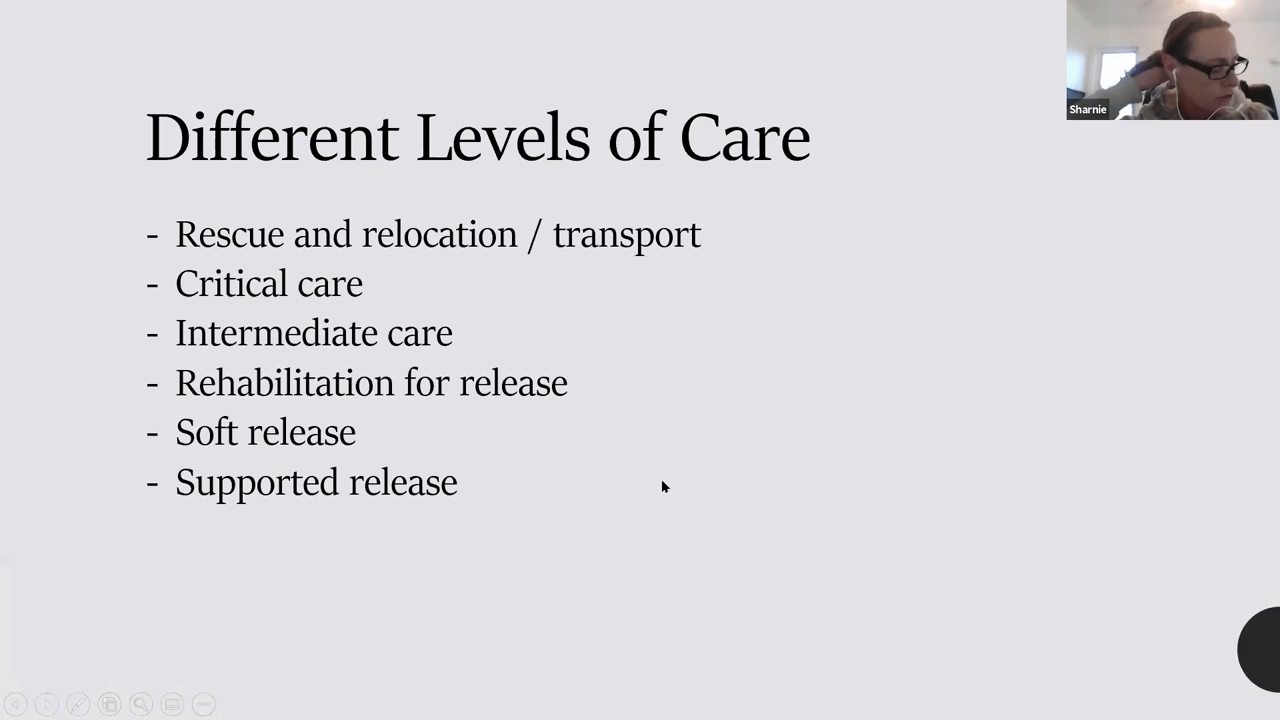 Sharnie
Different Levels of Care
- Rescue and relocation / transport
- Critical care
- Intermediate care
- Rehabilitation for release
- Soft release
- Supported release